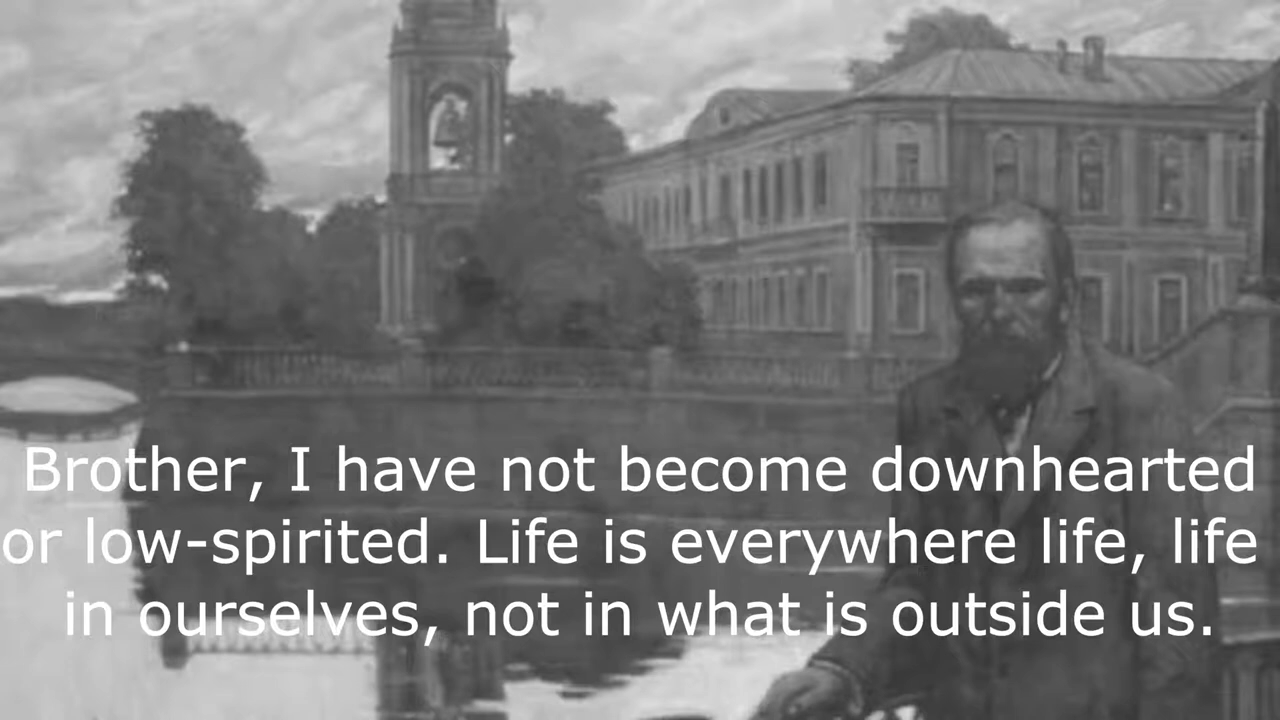 Brother, I have not become downhearted
or low-spirited. Life is everywhere life, life
in ourselves, not in what is outside us.